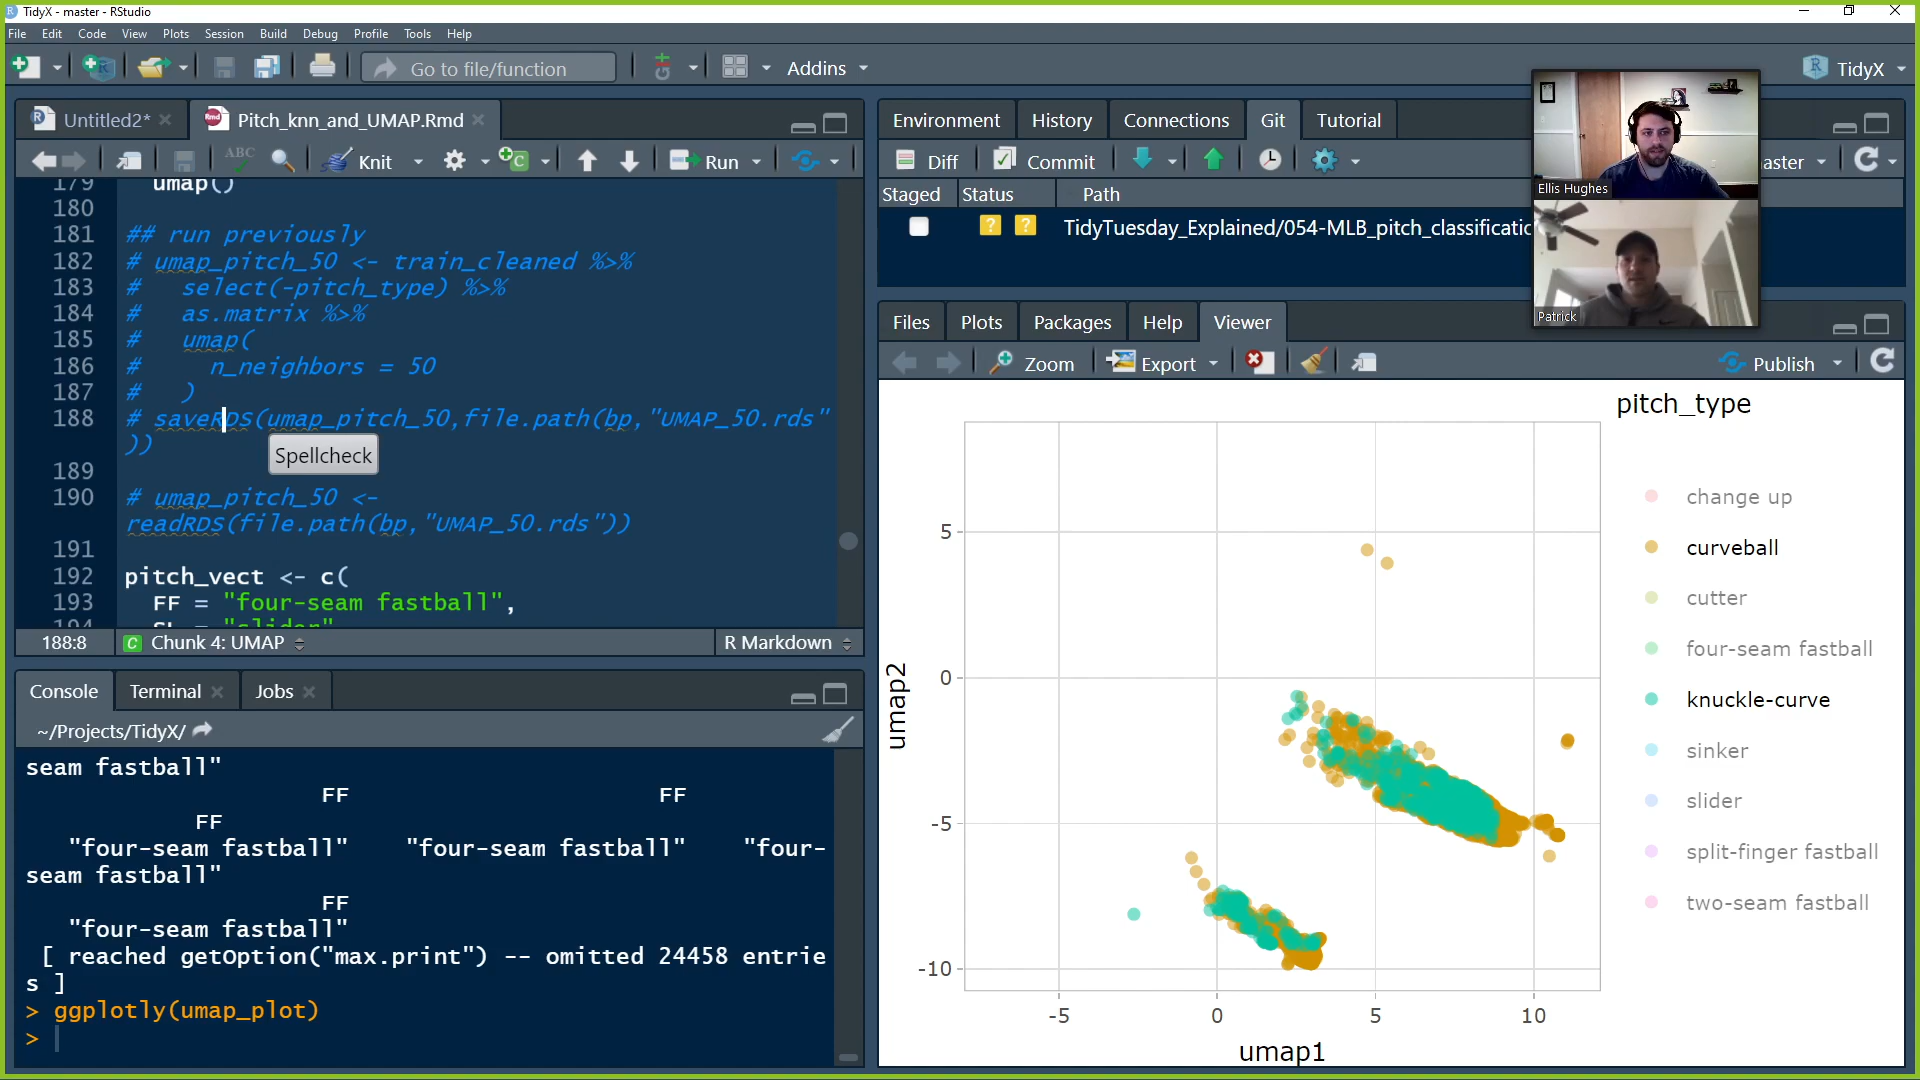 TidyX - master - RStudio
File Edit Code View Plots Session Build Debug Profile Tools Help
Go to file/function
Addins
TidyX
Untitled2*
Pitch_knn_and_UMAP.Rmd
ABC
Knit
Run
179 umap()
180
181 ## run previously
182 # umap_pitch_50 <- train_cleaned %>%
183 # select(-pitch_type) %>%
184 # as.matrix %>%
185 # umap(
186 # n_neighbors = 50
187 # )
188 # saveRDS(umap_pitch_50,file.path(bp,"UMAP_50.rds"
))
Spellcheck
189
190 # umap_pitch_50 <-
readRDS(file.path(bp,"UMAP_50.rds"))
191
192 pitch_vect <- c(
193 FF = "four-seam fastball",
194 SL = "slider"
188:8 Chunk 4: UMAP R Markdown
Console Terminal Jobs
~/Projects/TidyX/
seam fastball"
FF FF
FF
"four-seam fastball" "four-seam fastball" "four-
seam fastball"
FF
"four-seam fastball"
[ reached getOption("max.print") -- omitted 24458 entrie
s ]
> ggplotly(umap_plot)
>
Environment History Connections Git Tutorial
Diff Commit aster
Staged Status Path
TidyTuesday_Explained/054-MLB_pitch_classificatic
Ellis Hughes
Patrick
Files Plots Packages Help Viewer
Zoom Export Publish
pitch_type
change up
curveball
cutter
four-seam fastball
knuckle-curve
sinker
slider
split-finger fastball
two-seam fastball
umap2
5
0
-5
-10
-5 0 5 10
umap1